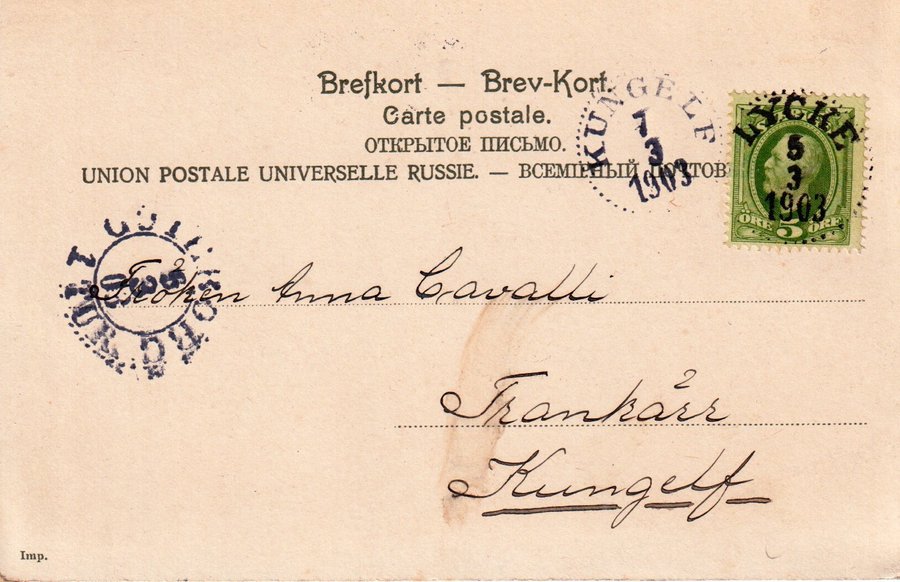 Brefkort — Brev-Kort.
Carte postale.
ОТКРЫТОЕ ПИСЬМО.
UNION POSTALE UNIVERSELLE RUSSIE. — ВСЕМІРНЫЙ ПОЧТОВ
KUNGELF
7
3
1903
LYCKE
5
3
1903
ÖRE 5 ÖRE
Fröken Anna Cavalli
Trankärr
Kungelf
Imp.